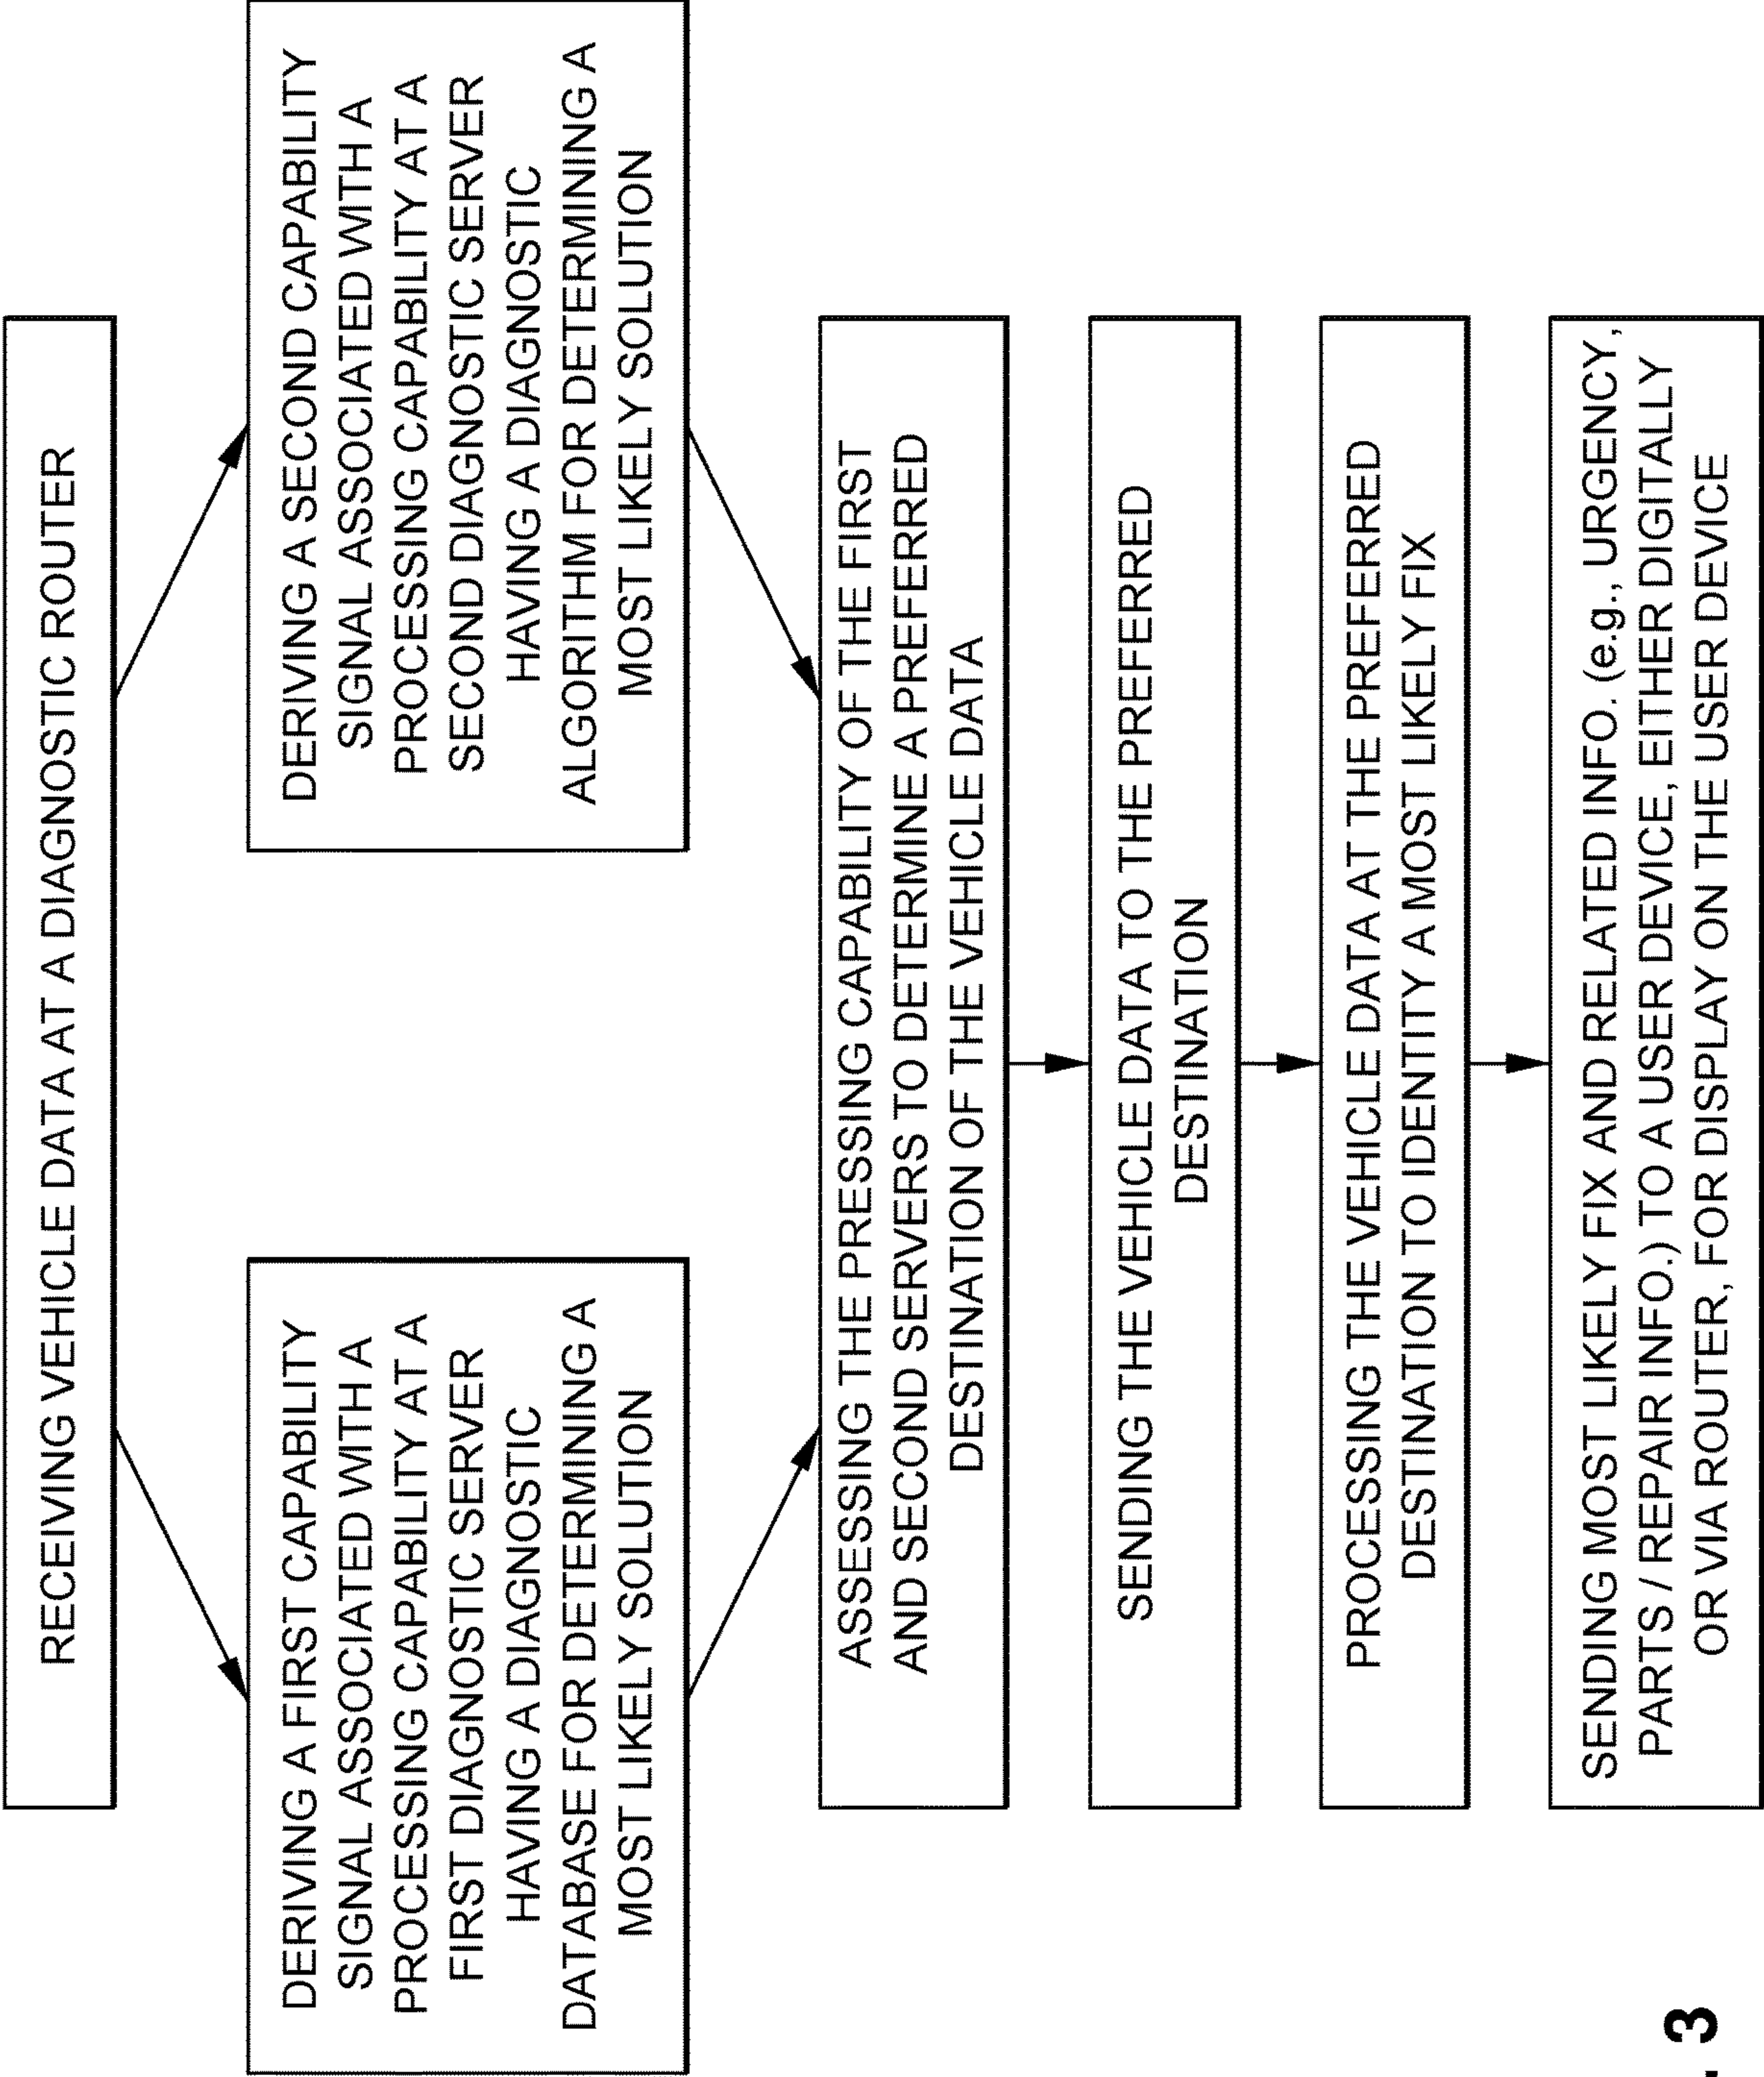 RECEIVING VEHICLE DATA AT A DIAGNOSTIC ROUTER
DERIVING A FIRST CAPABILITY
SIGNAL ASSOCIATED WITH A
PROCESSING CAPABILITY AT A
FIRST DIAGNOSTIC SERVER
HAVING A DIAGNOSTIC
DATABASE FOR DETERMINING A
MOST LIKELY SOLUTION
DERIVING A SECOND CAPABILITY
SIGNAL ASSOCIATED WITH A
PROCESSING CAPABILITY AT A
SECOND DIAGNOSTIC SERVER
HAVING A DIAGNOSTIC
ALGORITHM FOR DETERMINING A
MOST LIKELY SOLUTION
ASSESSING THE PRESSING CAPABILITY OF THE FIRST
AND SECOND SERVERS TO DETERMINE A PREFERRED
DESTINATION OF THE VEHICLE DATA
SENDING THE VEHICLE DATA TO THE PREFERRED
DESTINATION
PROCESSING THE VEHICLE DATA AT THE PREFERRED
DESTINATION TO IDENTITY A MOST LIKELY FIX
SENDING MOST LIKELY FIX AND RELATED INFO. (e.g., URGENCY,
PARTS / REPAIR INFO.) TO A USER DEVICE, EITHER DIGITALLY
OR VIA ROUTER, FOR DISPLAY ON THE USER DEVICE
. 3